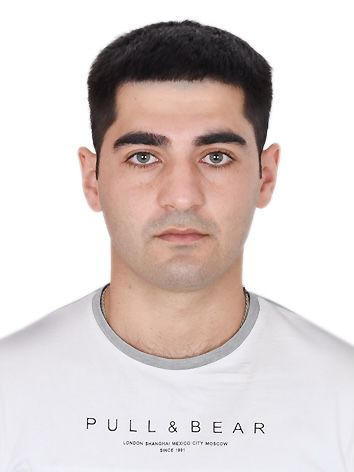 PULL & BEAR
LONDON SHANGHAI MEXICO CITY MOSCOW
SINCE 1991